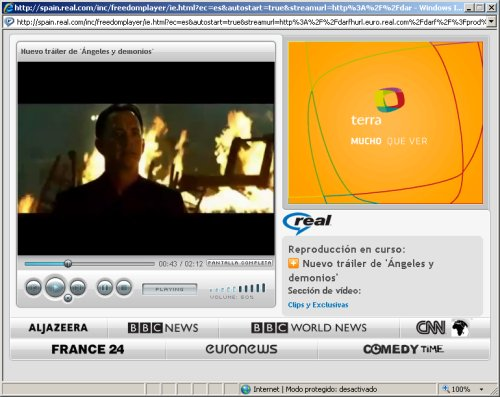 http://spain.real.com/inc/freedomplayer/ie.html?ec=es&autostart=true&streamurl=http%3A%2F%2Fdar - Windows I...
http://spain.real.com/inc/freedomplayer/ie.html?ec=es&autostart=true&streamurl=http%3A%2F%2Fdarfhurl.euro.real.com%2Fdarf%2F%3Fprod%
Nuevo tráiler de 'Ángeles y demonios'
terra
MUCHO QUE VER
real
00:43 / 02:12 PANTALLA COMPLETA
PLAYING
VOLUME: 80%
Reproducción en curso:
Nuevo tráiler de 'Ángeles y
demonios'
Sección de vídeo:
Clips y Exclusivas
ALJAZEERA BBC NEWS BBC WORLD NEWS CNN
FRANCE 24 euronews COMEDY TIME
Internet | Modo protegido: desactivado 100%